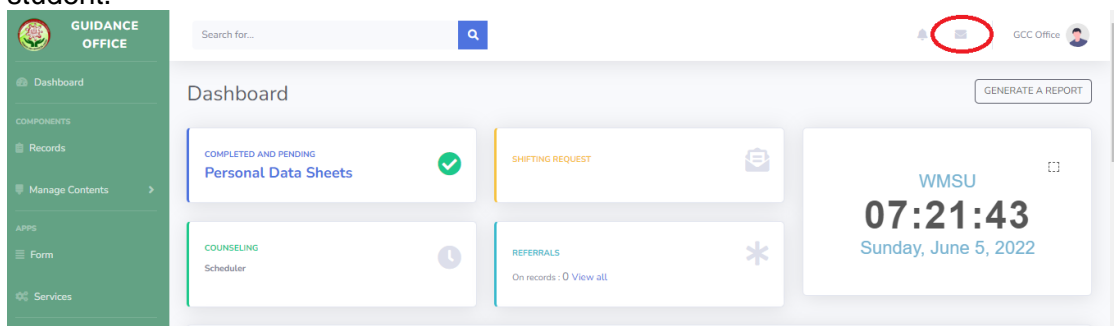 student.
GUIDANCE
OFFICE
Search for...
GCC Office
Dashboard
Dashboard
GENERATE A REPORT
COMPONENTS
Records
Manage Contents
APPS
Form
Services
COMPLETED AND PENDING
Personal Data Sheets
SHIFTING REQUEST
COUNSELING
Scheduler
REFERRALS
On records : 0 View all
WMSU
07:21:43
Sunday, June 5, 2022